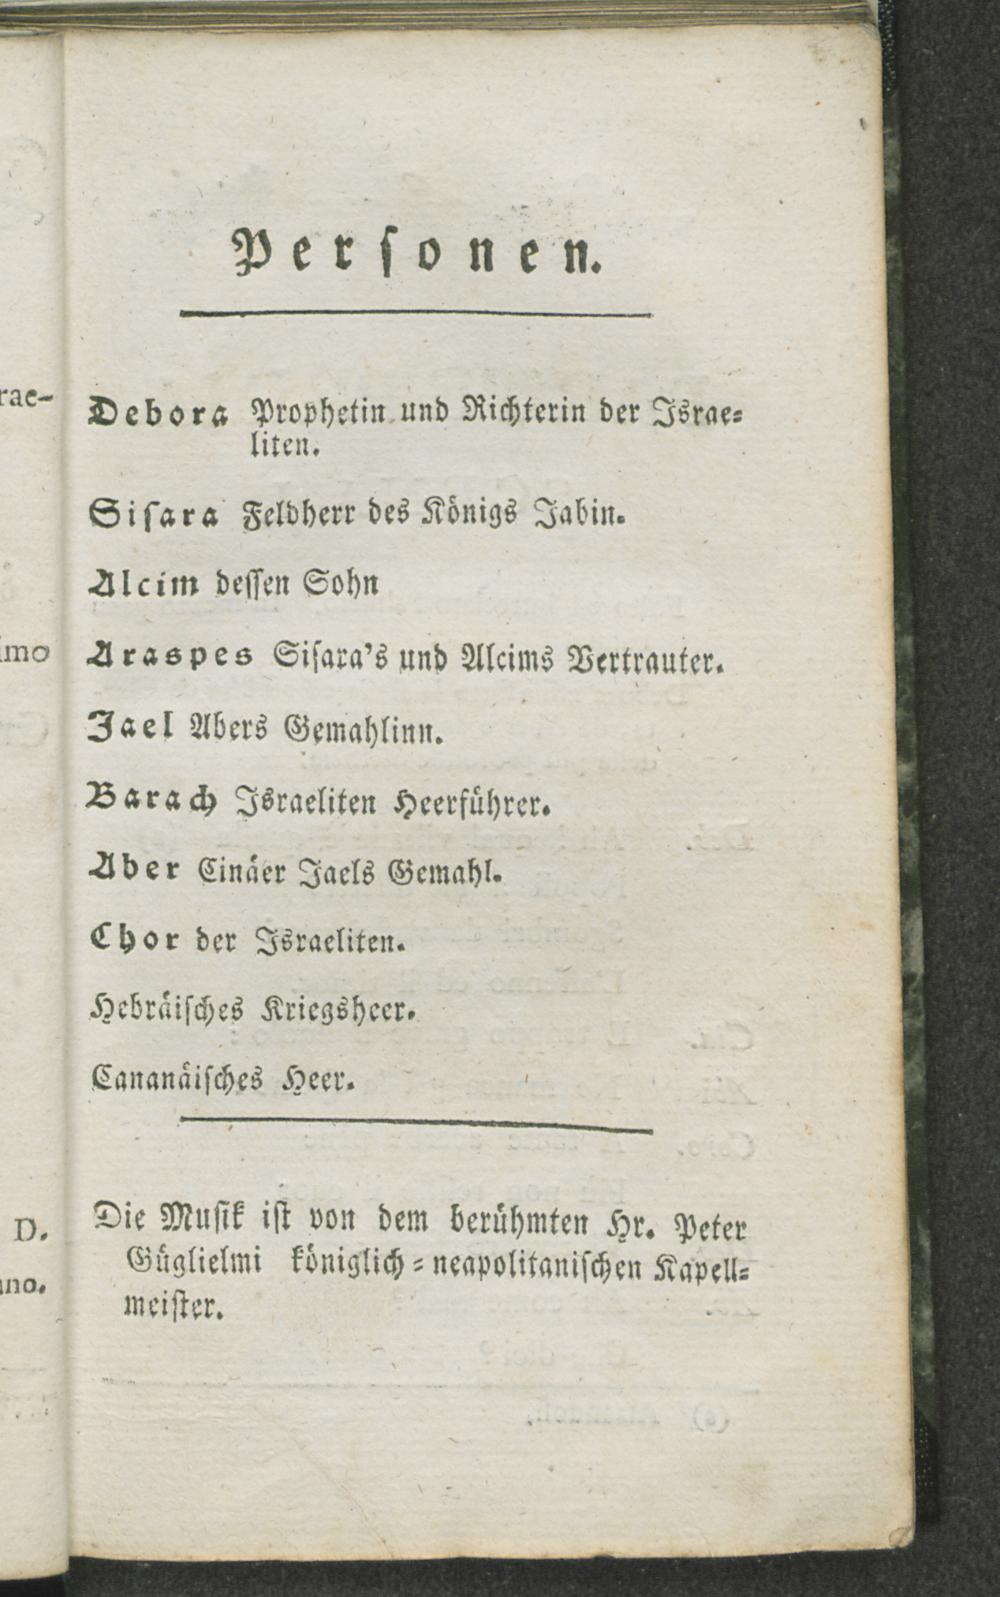 Personen.
Debora Prophetin und Richterin der Israe-
liten.
Siſara Feldherr des Königs Jabin.
Alcim deſſen Sohn
Araspes Siſara's und Alcims Vertrauter.
Jael Abers Gemahlinn.
Barach Israeliten Heerführer.
Aber Cinäer Jaels Gemahl.
Chor der Israeliten.
Hebräiſches Kriegsheer.
Cananäiſches Heer.
Die Muſik iſt von dem berühmten Hr. Peter
Güglielmi königlich-neapolitaniſchen Kapell-
meiſter.
rae-
imo
D.